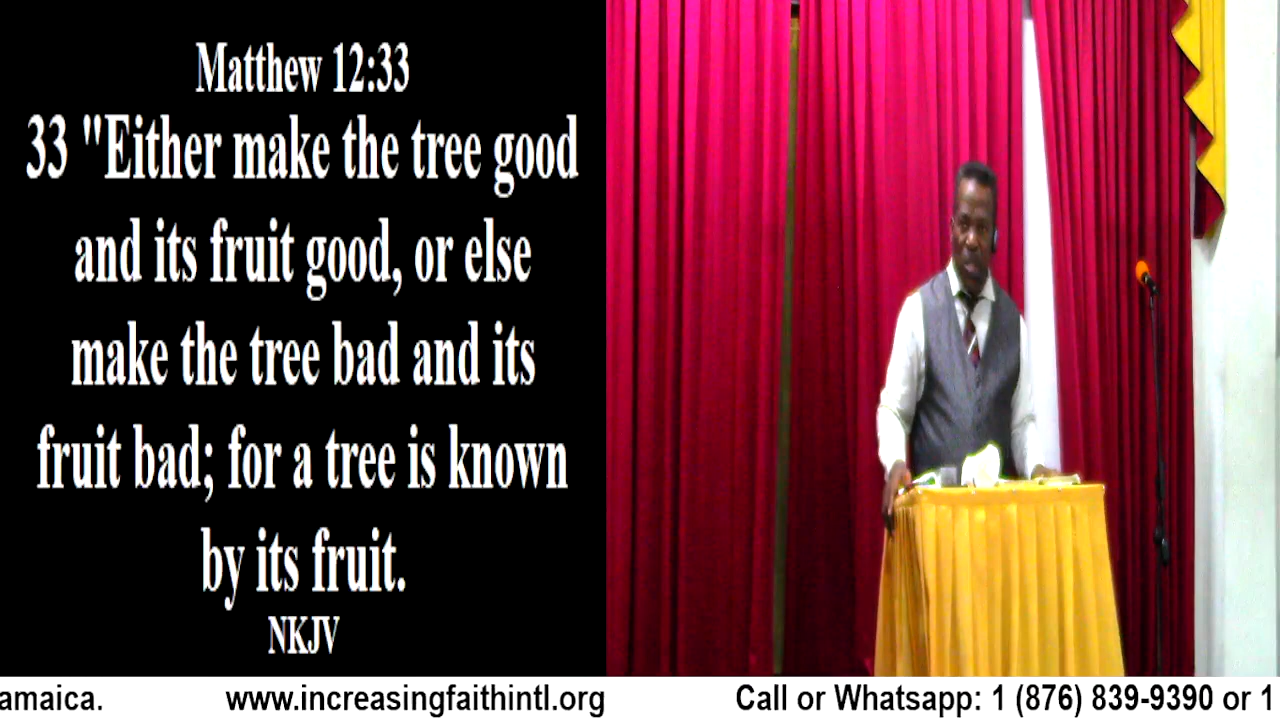 Matthew 12:33
33 "Either make the tree good
and its fruit good, or else
make the tree bad and its
fruit bad; for a tree is known
by its fruit.
NKJV
amaica. www.increasingfaithintl.org Call or Whatsapp: 1 (876) 839-9390 or 1